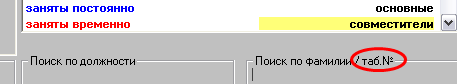 заняты постоянно основные
заняты временно совместители
Поиск по должности Поиск по фамилии / таб.№